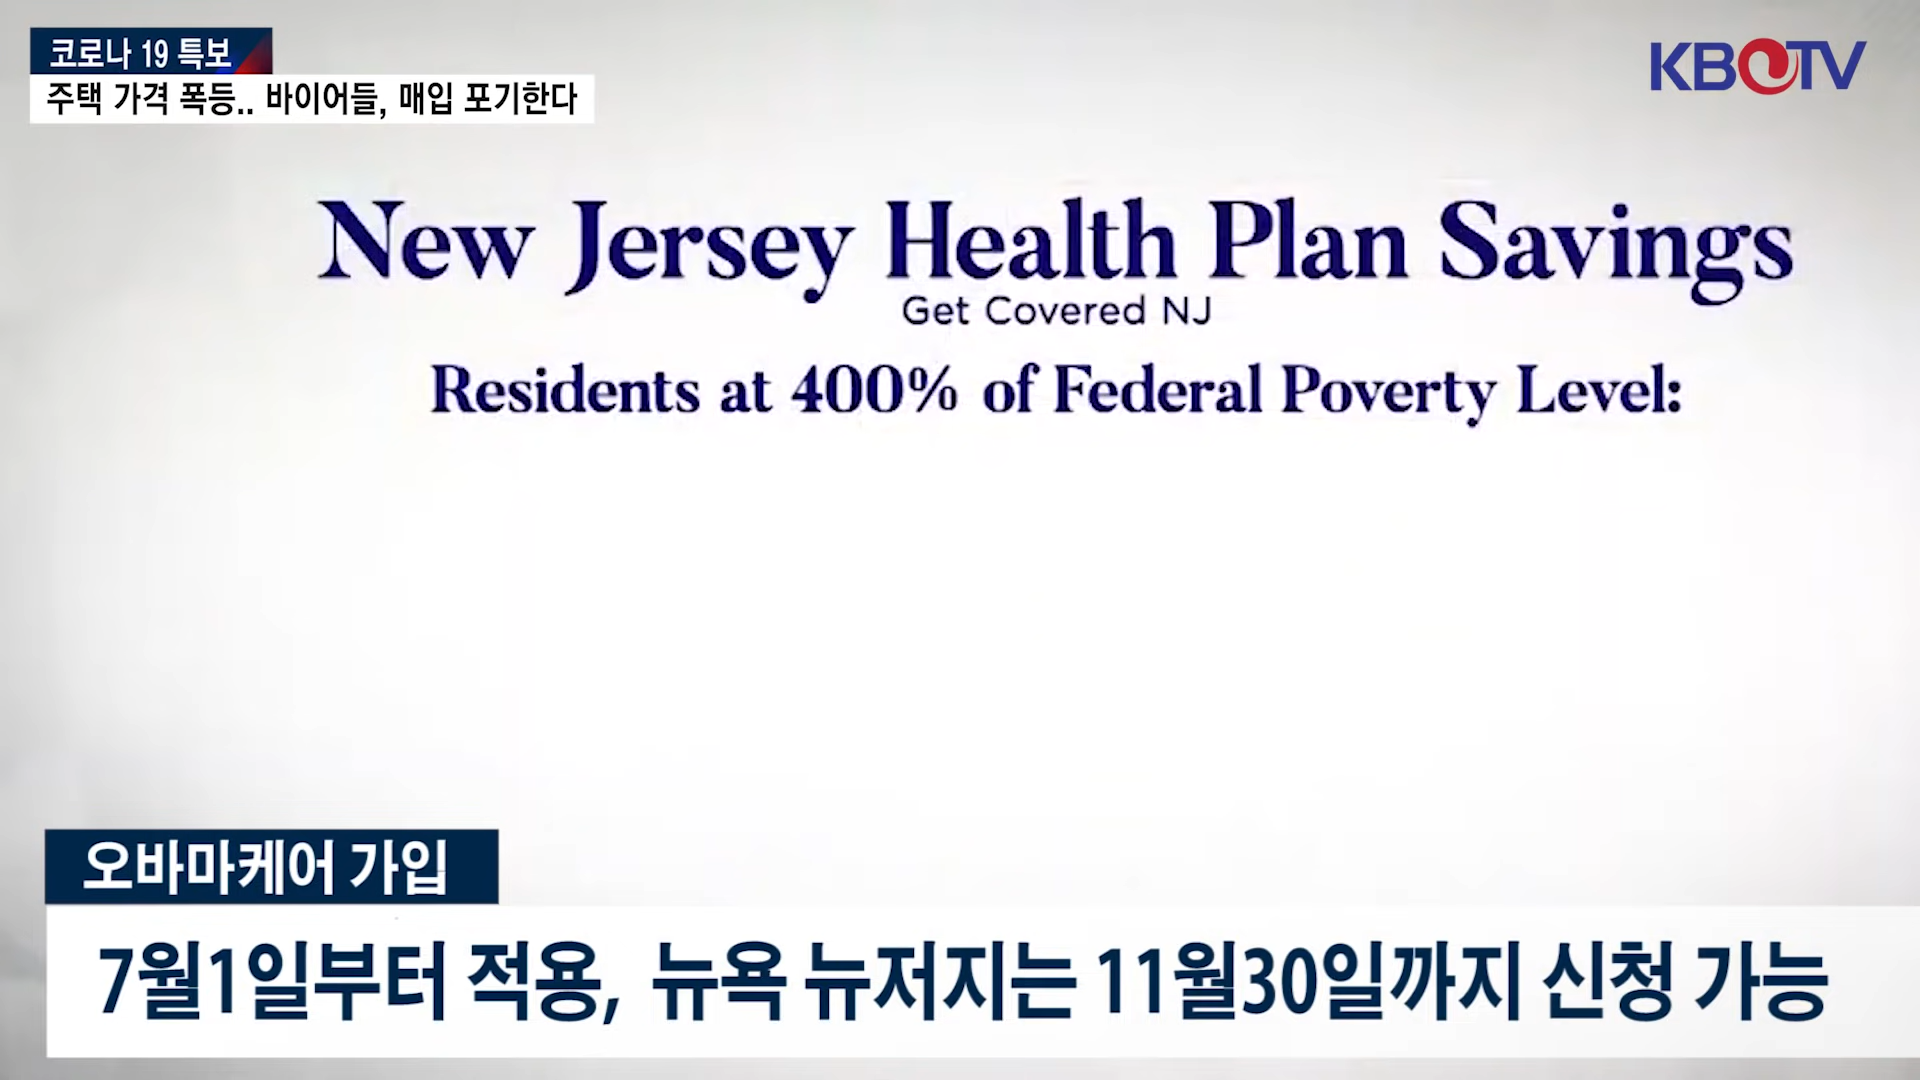 코로나 19 특보
KBTV
주택 가격 폭등.. 바이어들, 매입 포기한다
New Jersey Health Plan Savings
Get Covered NJ
Residents at 400% of Federal Poverty Level:
오바마케어 가입
7월1일부터 적용, 뉴욕 뉴저지는 11월30일까지 신청 가능